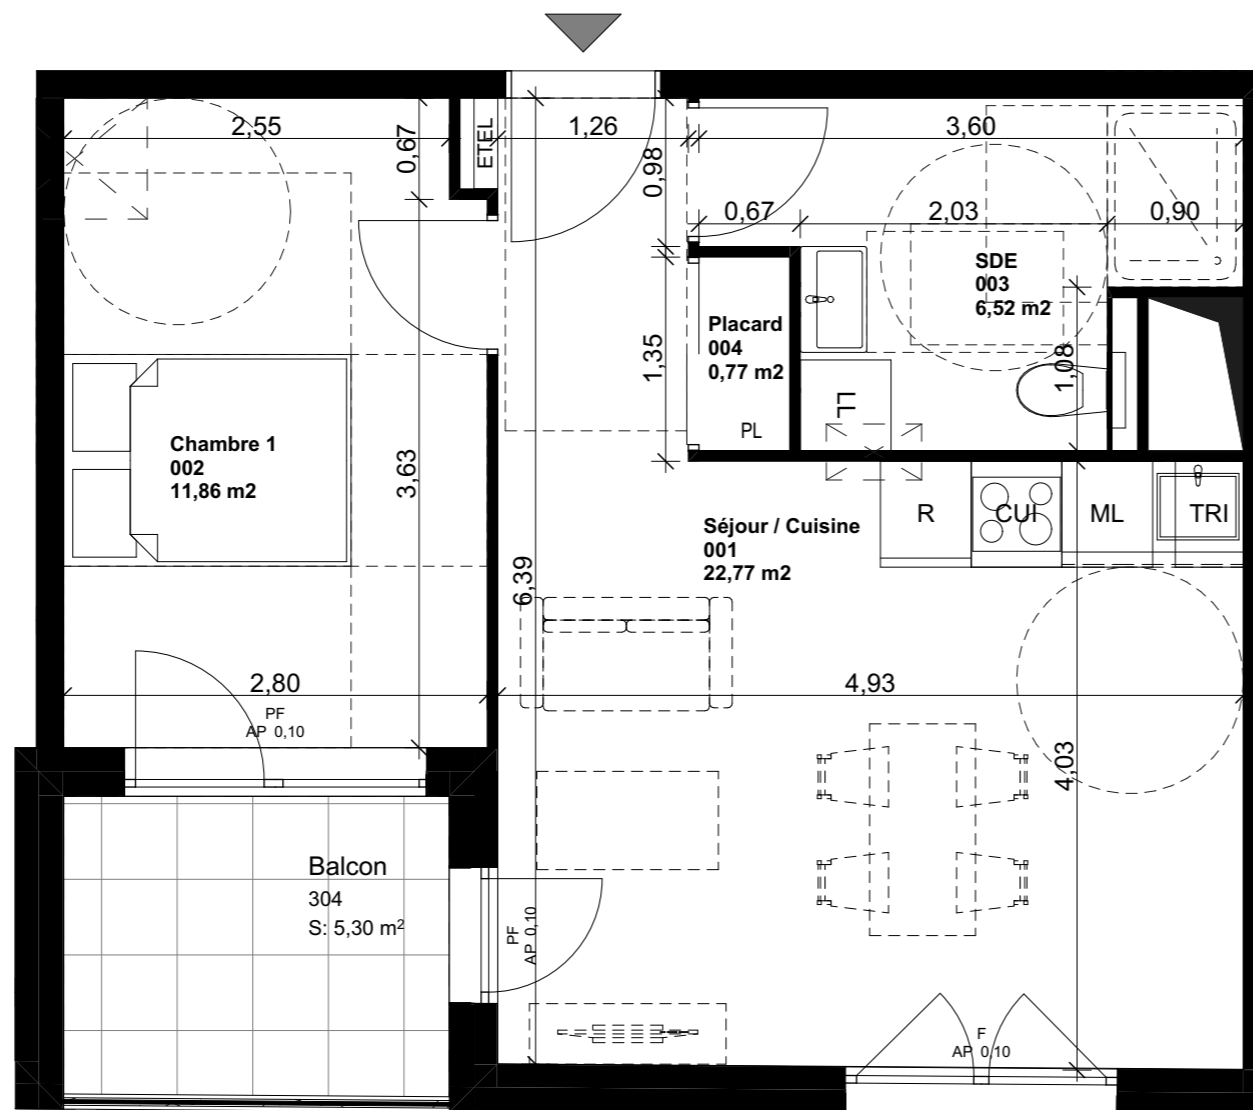 2,55
0,67
ETEL
1,26
0,98
3,60
0,67
2,03
0,90
SDE
003
6,52 m2
Placard
004
0,77 m2
1,35
1,08
PL
LL
Chambre 1
002
11,86 m2
3,63
Séjour / Cuisine
001
22,77 m2
R
CUI
ML
TRI
6,39
2,80
4,93
PF
AP 0,10
4,03
Balcon
304
S: 5,30 m²
PF
AP 0,10
F
AP 0,10